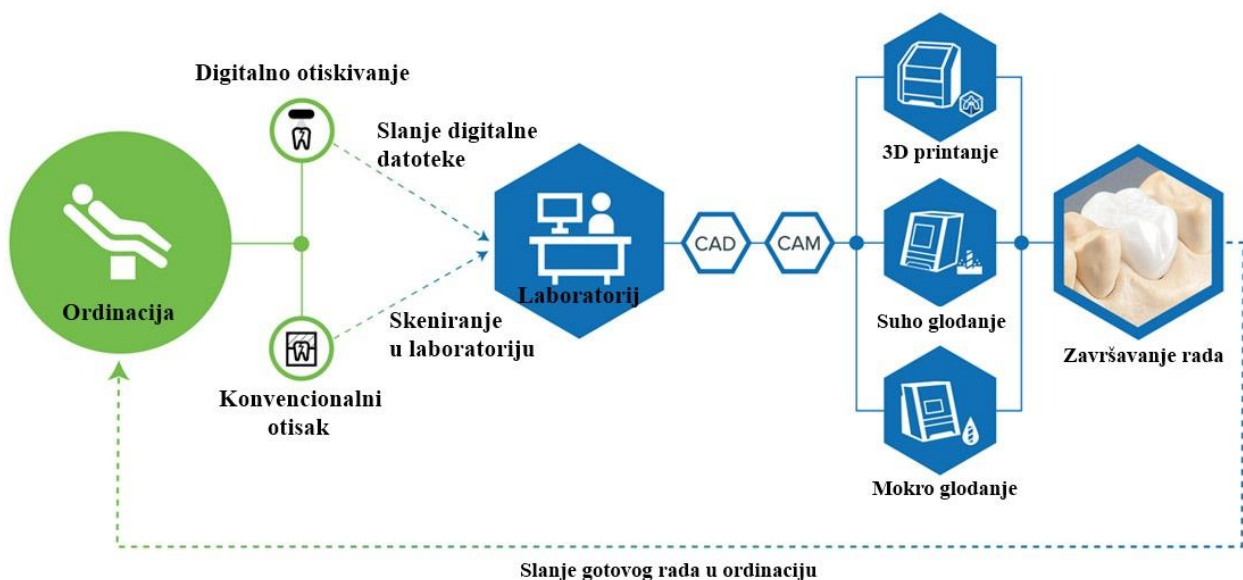 Digitalno otiskivanje
Slanje digitalne
datoteke
Ordinacija
Skeniranje
u laboratoriju
Konvencionalni
otisak
Laboratorij
CAD
CAM
3D printanje
Suho glodanje
Mokro glodanje
Završavanje rada
Slanje gotovog rada u ordinaciju